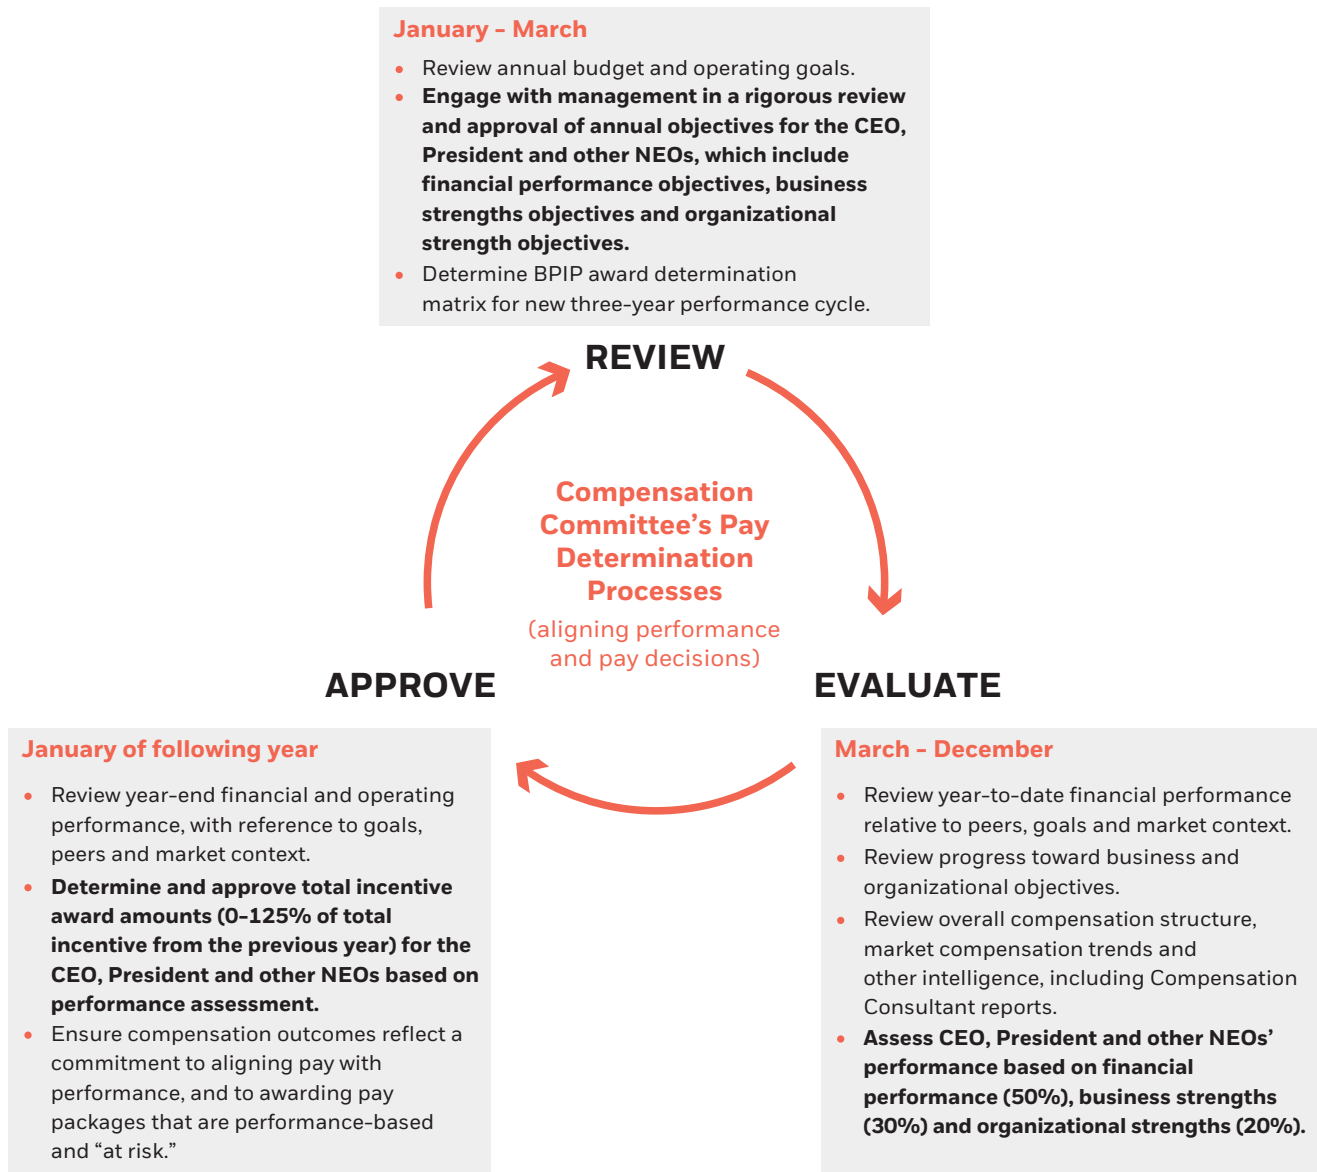 January - March
• Review annual budget and operating goals.
• Engage with management in a rigorous review
and approval of annual objectives for the CEO,
President and other NEOs, which include
financial performance objectives, business
strengths objectives and organizational
strength objectives.
• Determine BPIP award determination
matrix for new three-year performance cycle.
REVIEW
Compensation
Committee’s Pay
Determination
Processes
(aligning performance
and pay decisions)
APPROVE
EVALUATE
January of following year
• Review year-end financial and operating
performance, with reference to goals,
peers and market context.
• Determine and approve total incentive
award amounts (0-125% of total
incentive from the previous year) for the
CEO, President and other NEOs based on
performance assessment.
• Ensure compensation outcomes reflect a
commitment to aligning pay with
performance, and to awarding pay
packages that are performance-based
and “at risk.”
March - December
• Review year-to-date financial performance
relative to peers, goals and market context.
• Review progress toward business and
organizational objectives.
• Review overall compensation structure,
market compensation trends and
other intelligence, including Compensation
Consultant reports.
• Assess CEO, President and other NEOs’
performance based on financial
performance (50%), business strengths
(30%) and organizational strengths (20%).